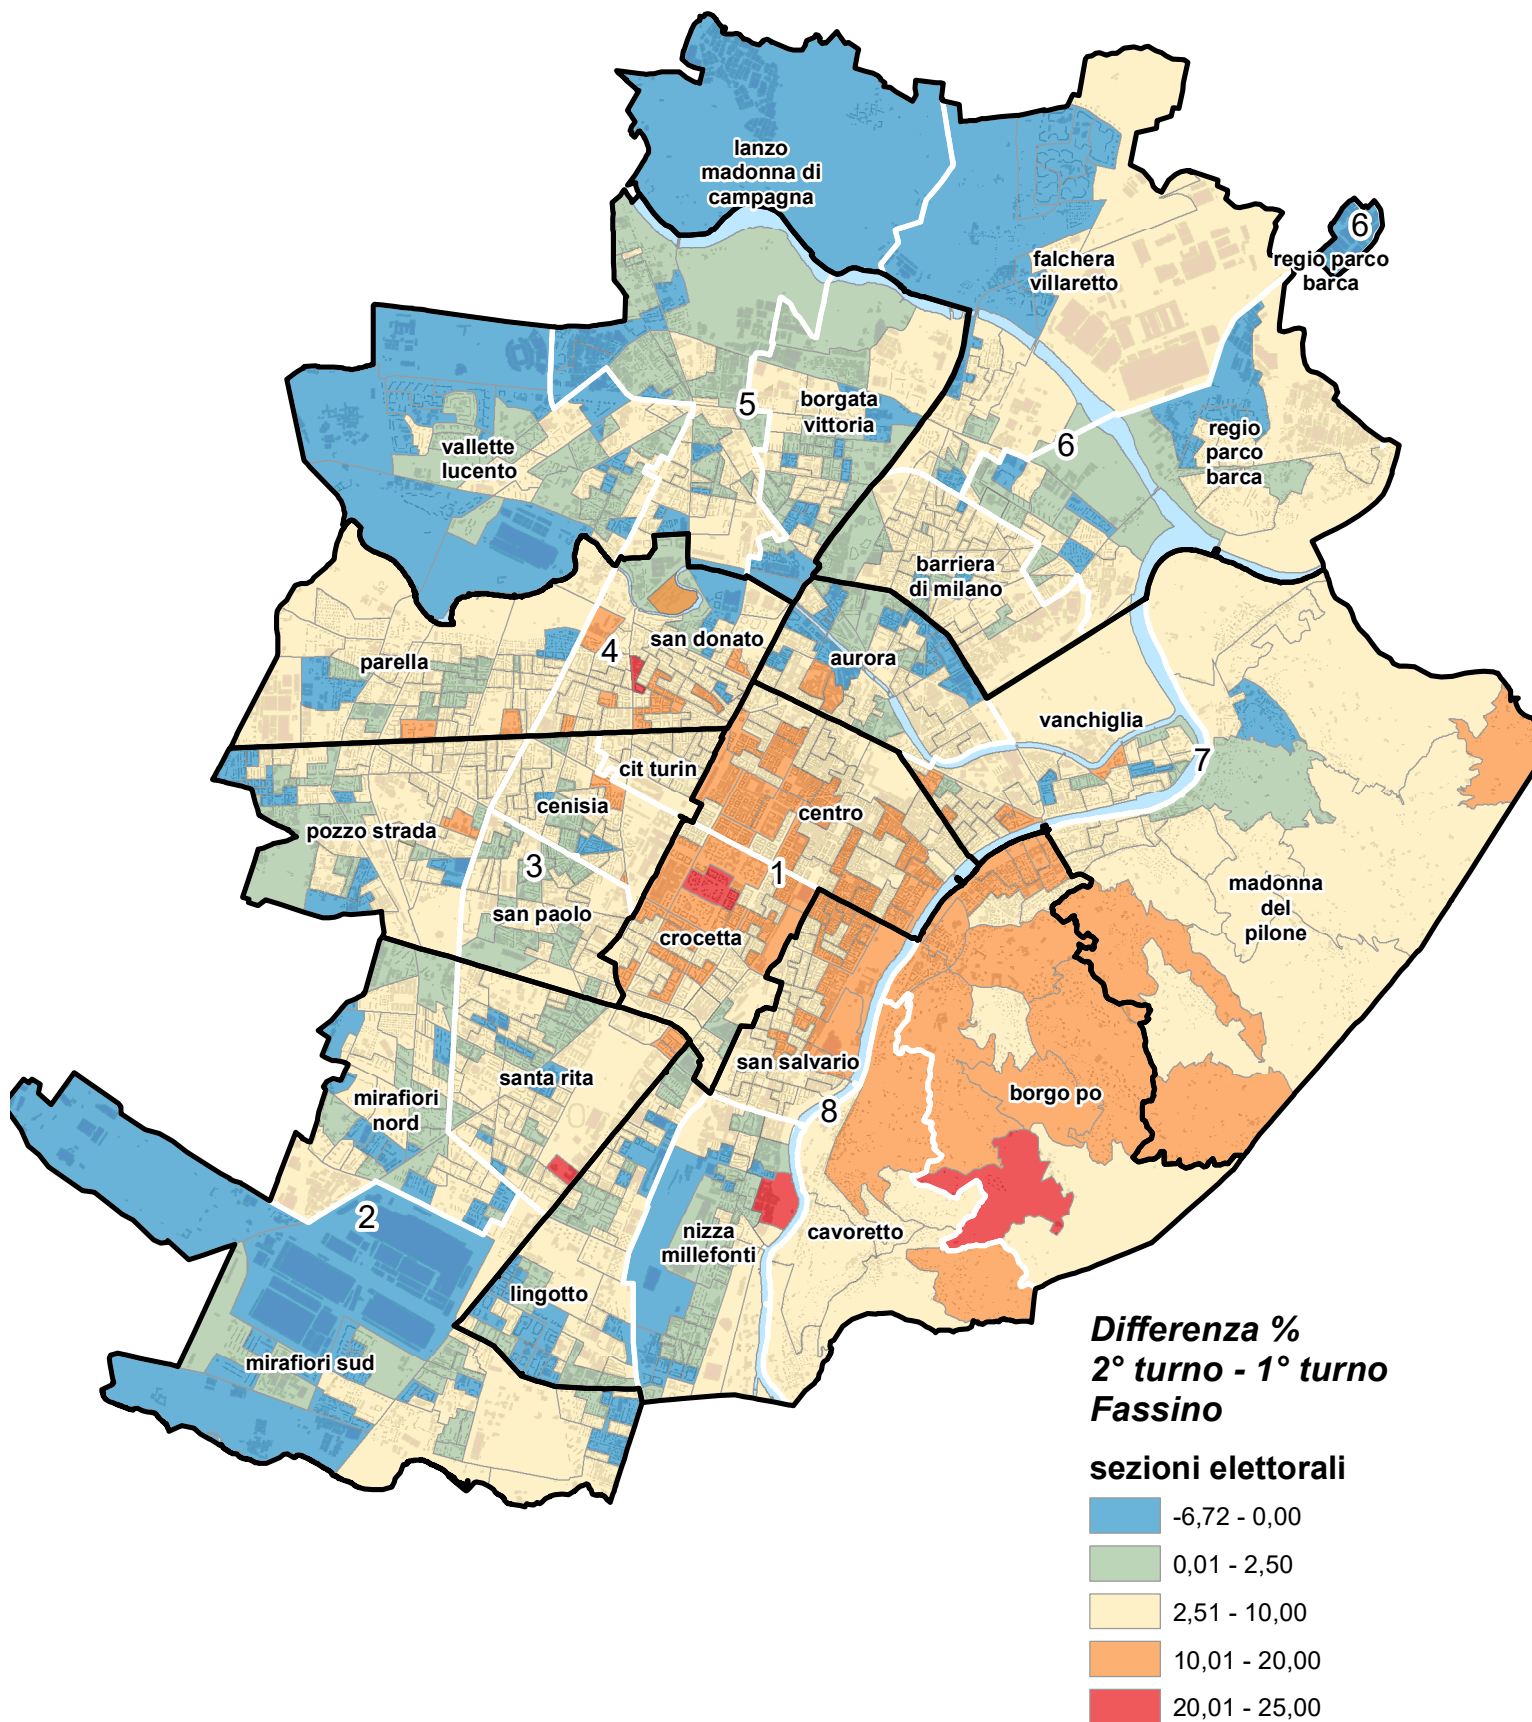 lanzo
madonna di
campagna
6
regio parco
barca
falchera
villaretto
5
borgata
vittoria
vallette
lucento
6
regio
parco
barca
barriera
di milano
4
san donato
parella
aurora
vanchiglia
7
cit turin
cenisia
centro
pozzo strada
3
1
san paolo
crocetta
madonna
del
pilone
san salvario
santa rita
mirafiori
nord
8
borgo po
2
nizza
millefonti
cavoretto
lingotto
mirafiori sud
Differenza %
2° turno - 1° turno
Fassino
sezioni elettorali
-6,72 - 0,00
0,01 - 2,50
2,51 - 10,00
10,01 - 20,00
20,01 - 25,00